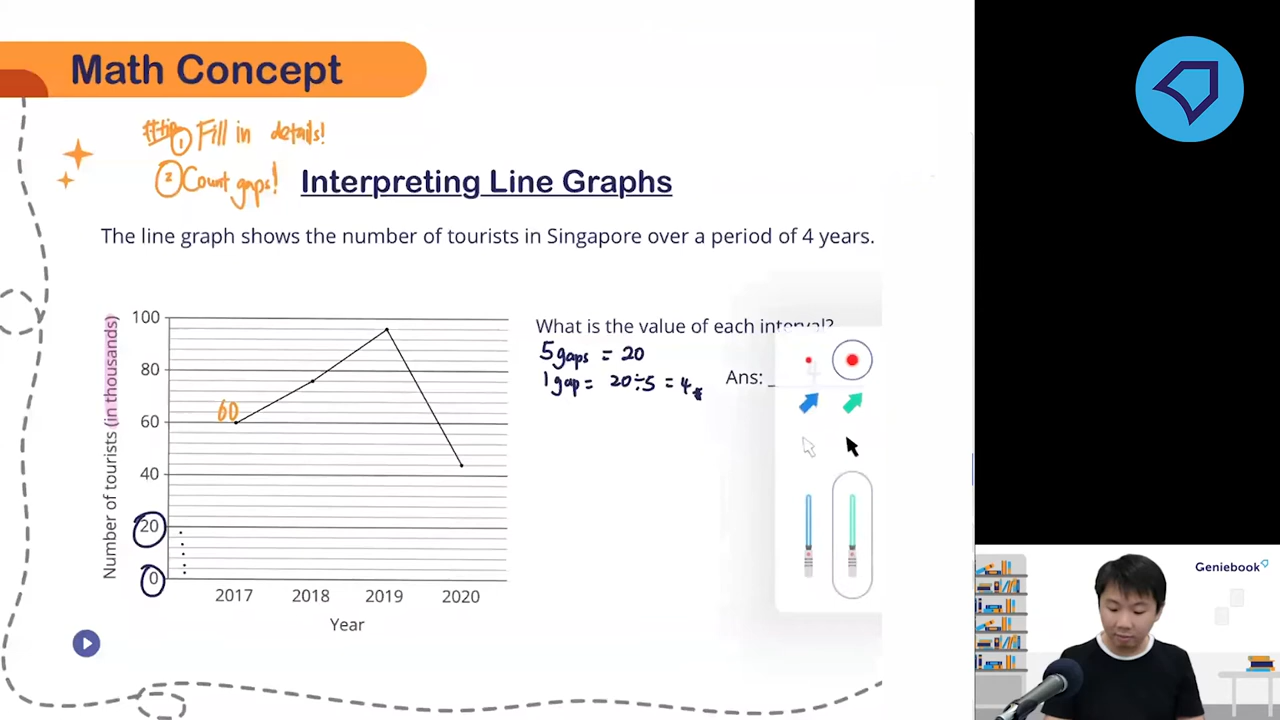 Math Concept
#tip ① Fill in details!
② Count gaps!
Interpreting Line Graphs
The line graph shows the number of tourists in Singapore over a period of 4 years.
Number of tourists (in thousands)
100
80
60
40
20
0
60
2017 2018 2019 2020
Year
What is the value of each interval?
5 gaps = 20
1 gap = 20÷5 = 4
Ans: _ 4
Geniebook